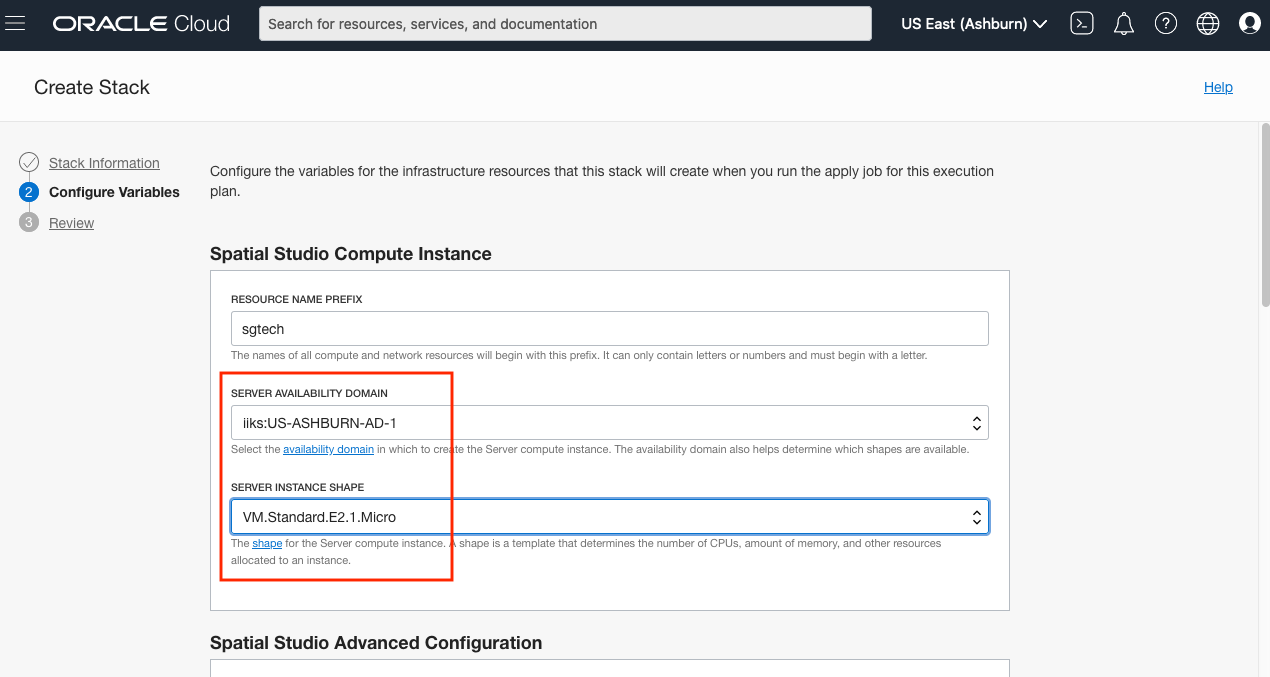 ORACLE Cloud
Search for resources, services, and documentation
US East (Ashburn)
Create Stack
Help
Stack Information
2 Configure Variables
3 Review
Configure the variables for the infrastructure resources that this stack will create when you run the apply job for this execution
plan.
Spatial Studio Compute Instance
RESOURCE NAME PREFIX
sgtech
The names of all compute and network resources will begin with this prefix. It can only contain letters or numbers and must begin with a letter.
SERVER AVAILABILITY DOMAIN
iiks:US-ASHBURN-AD-1
Select the availability domain in which to create the Server compute instance. The availability domain also helps determine which shapes are available.
SERVER INSTANCE SHAPE
VM.Standard.E2.1.Micro
The shape for the Server compute instance. A shape is a template that determines the number of CPUs, amount of memory, and other resources
allocated to an instance.
Spatial Studio Advanced Configuration